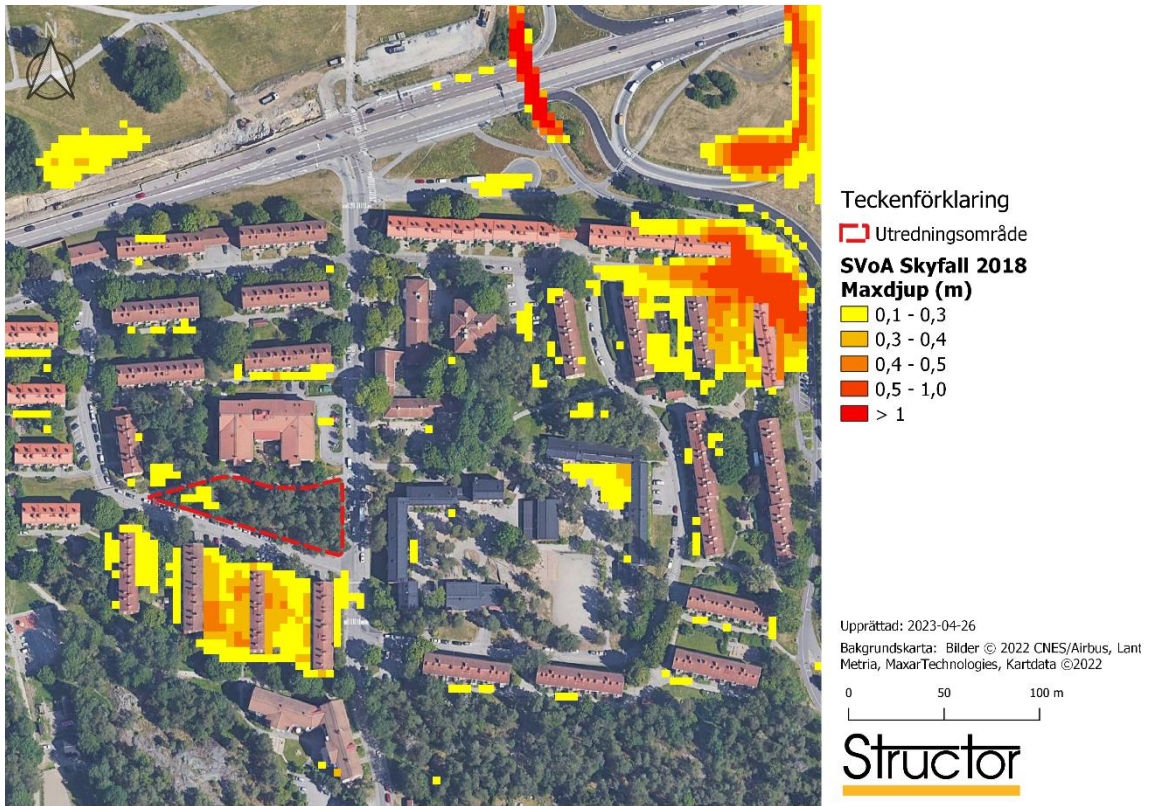 N
Teckenförklaring
Utredningsområde
SVoA Skyfall 2018
Maxdjup (m)
0,1 - 0,3
0,3 - 0,4
0,4 - 0,5
0,5 - 1,0
> 1
Upprättad: 2023-04-26
Bakgrundskarta: Bilder © 2022 CNES/Airbus, Lant
Metria, MaxarTechnologies, Kartdata ©2022
0 50 100 m
Structor